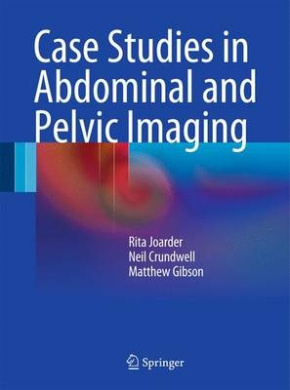 Case Studies in
Abdominal and
Pelvic Imaging
Rita Joarder
Neil Crundwell
Matthew Gibson
Springer